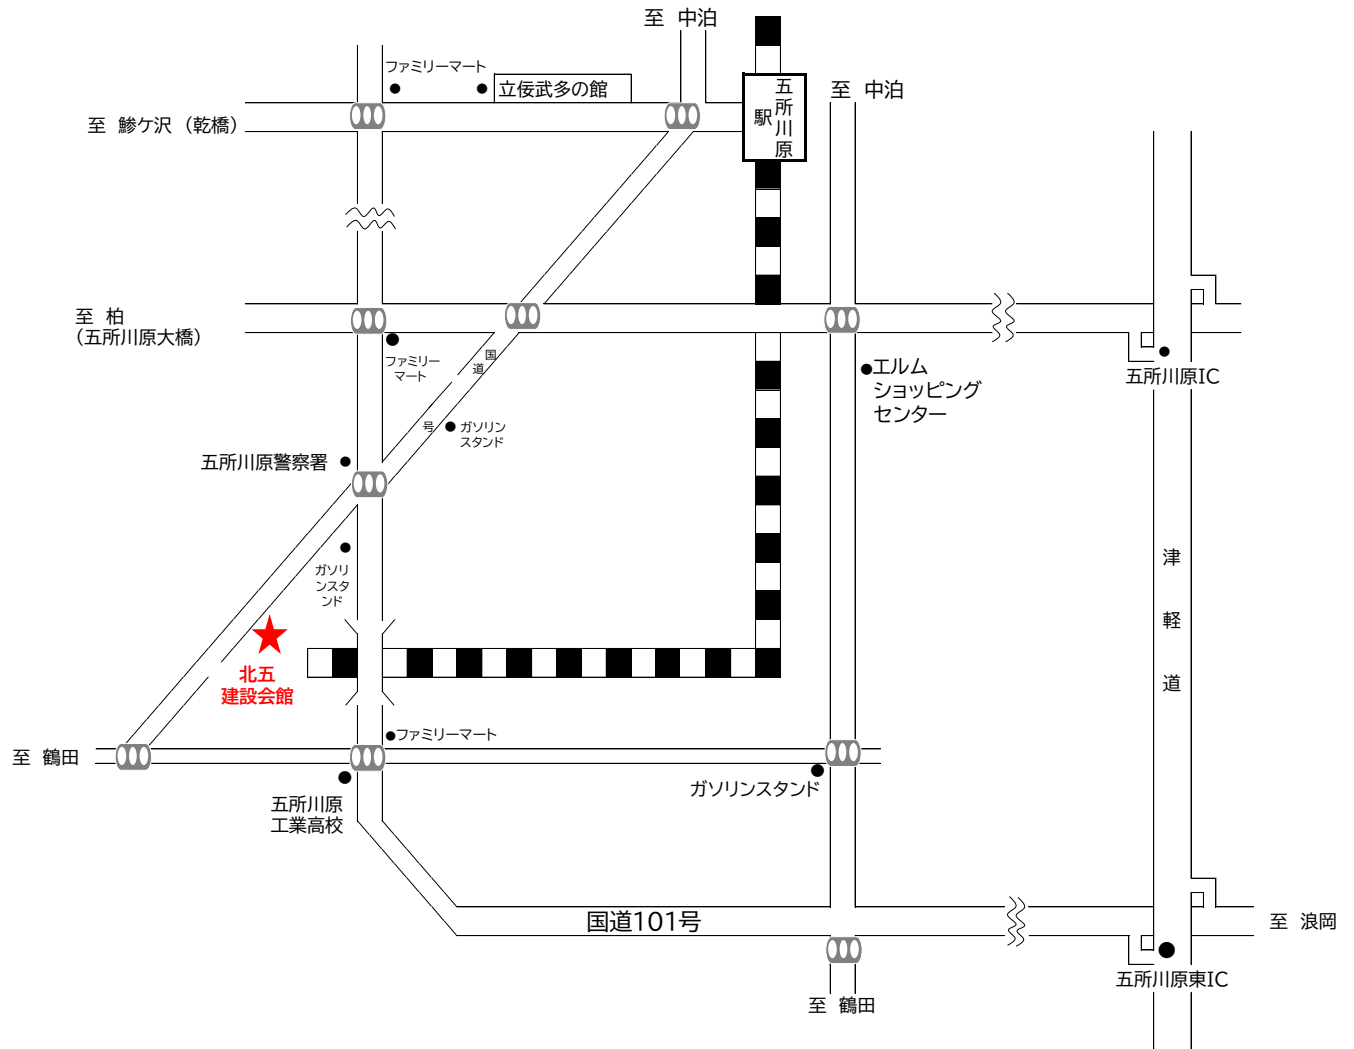 至 中泊
ファミリーマート
立佞武多の館
五所川原
駅
至 中泊
至 鰺ケ沢（乾橋）
至 柏
（五所川原大橋）
ファミリー
マート
国
道
号
ガソリン
スタンド
エルム
ショッピング
センター
五所川原IC
五所川原警察署
ガソリ
ンスタ
ンド
津
軽
道
北五
建設会館
ファミリーマート
至 鶴田
ガソリンスタンド
五所川原
工業高校
国道101号
至 浪岡
五所川原東IC
至 鶴田